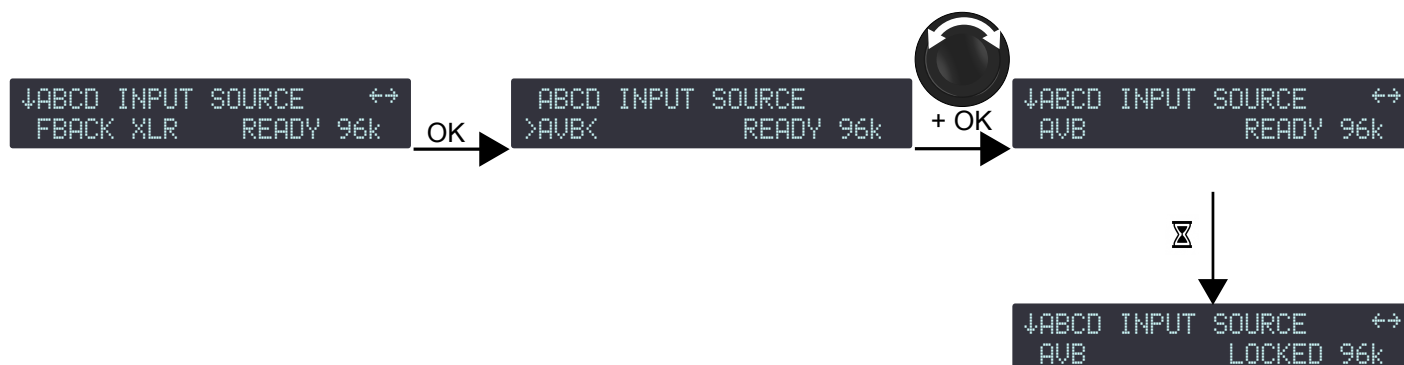 ↓ABCD INPUT SOURCE ←→
FBACK XLR READY 96k
OK
ABCD INPUT SOURCE
>AVB< READY 96k
+ OK
↓ABCD INPUT SOURCE ←→
AVB READY 96k
↓ABCD INPUT SOURCE ←→
AVB LOCKED 96k